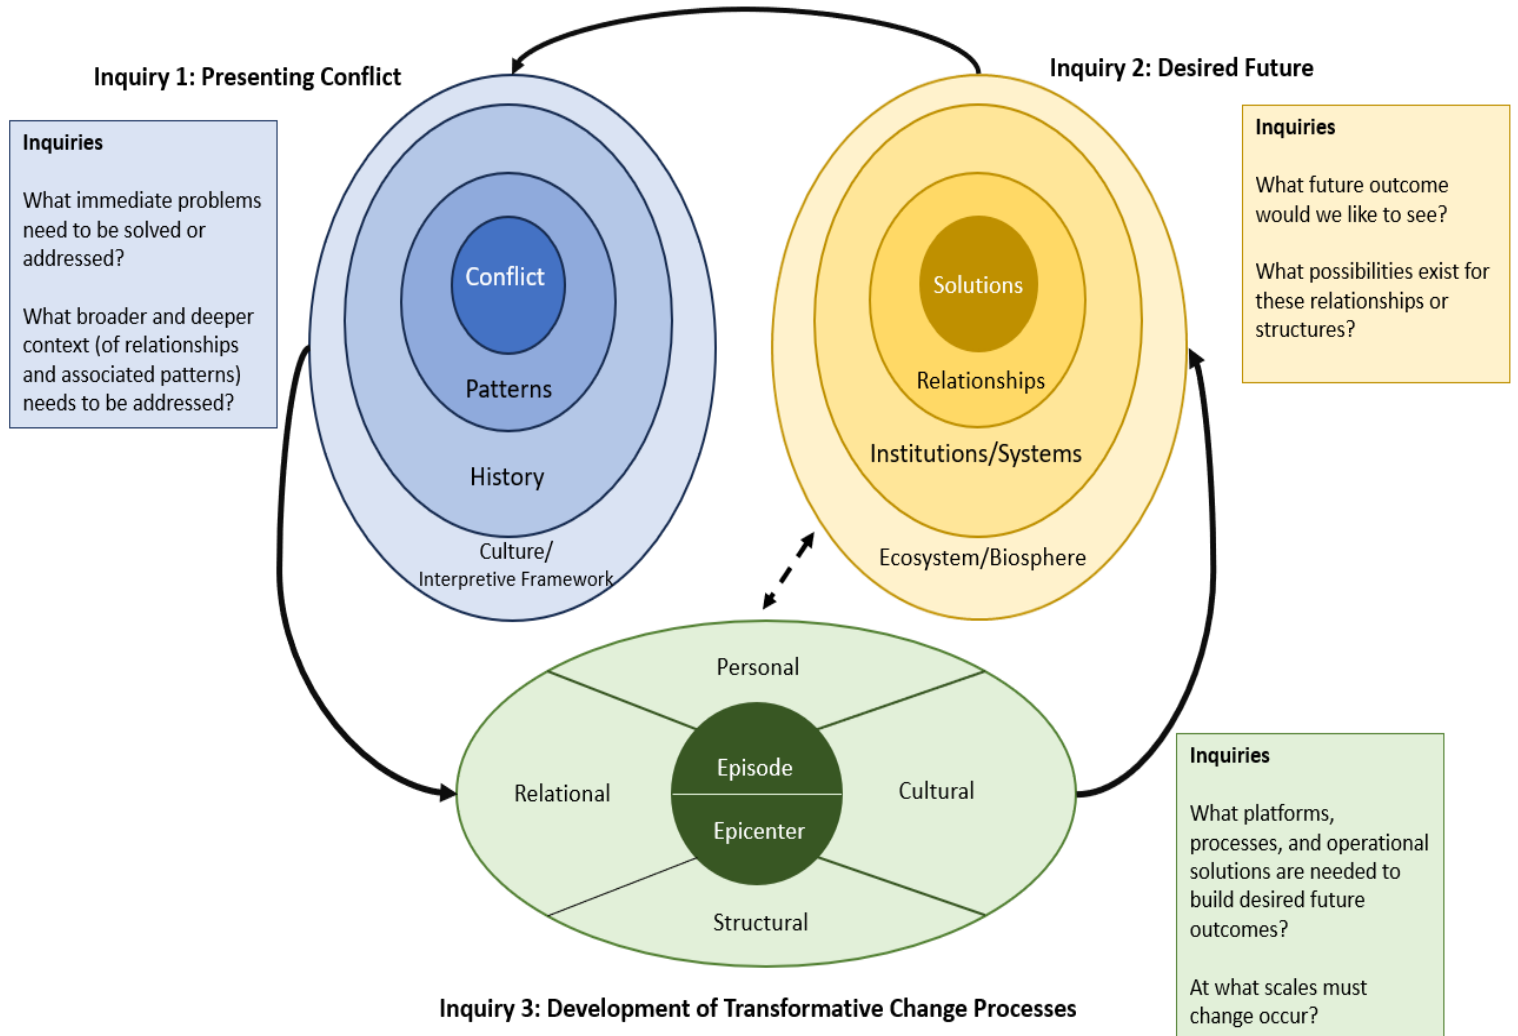 Inquiry 1: Presenting Conflict
Inquiries
What immediate problems
need to be solved or
addressed?
What broader and deeper
context (of relationships
and associated patterns)
needs to be addressed?
Conflict
Patterns
History
Culture/
Interpretive Framework
Inquiry 2: Desired Future
Inquiries
What future outcome
would we like to see?
What possibilities exist for
these relationships or
structures?
Solutions
Relationships
Institutions/Systems
Ecosystem/Biosphere
Personal
Relational
Episode
Epicenter
Cultural
Structural
Inquiries
What platforms,
processes, and operational
solutions are needed to
build desired future
outcomes?
At what scales must
change occur?
Inquiry 3: Development of Transformative Change Processes